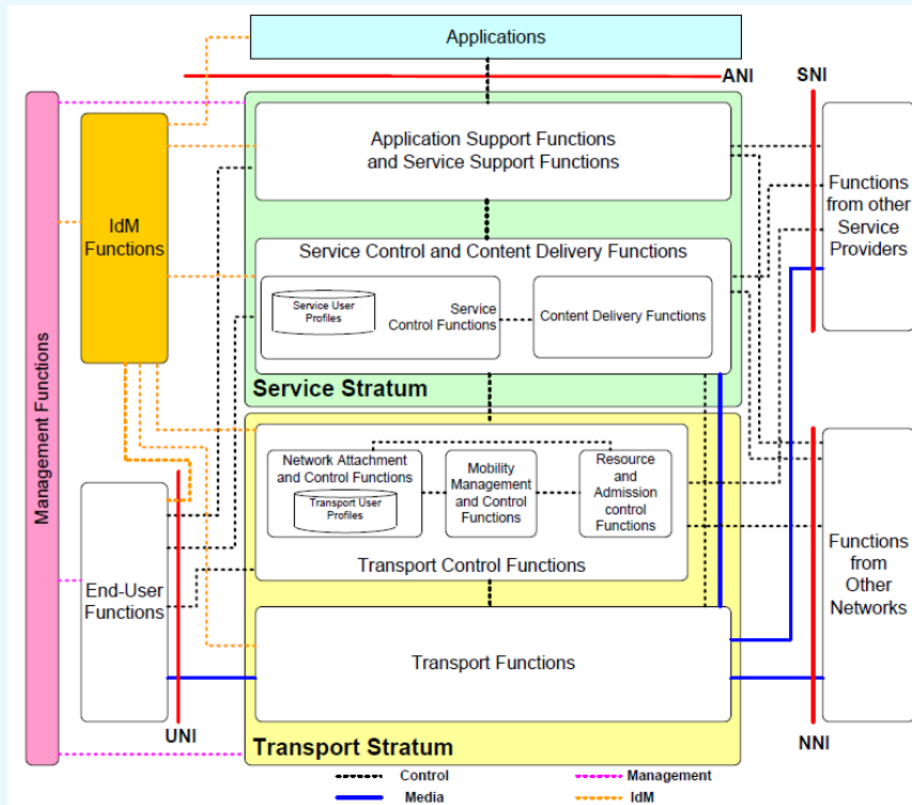 Applications
ANI
SNI
Management Functions
IdM
Functions
Application Support Functions
and Service Support Functions
Functions
from other
Service
Providers
Service Control and Content Delivery Functions
Service User
Profiles
Service
Control Functions
Content Delivery Functions
Service Stratum
End-User
Functions
Network Attachment
and Control Functions
Transport User
Profiles
Mobility
Management
and Control
Functions
Resource
and
Admission
control
Functions
Transport Control Functions
Functions
from
Other
Networks
Transport Functions
UNI
Transport Stratum
NNI
Control
Management
Media
IdM